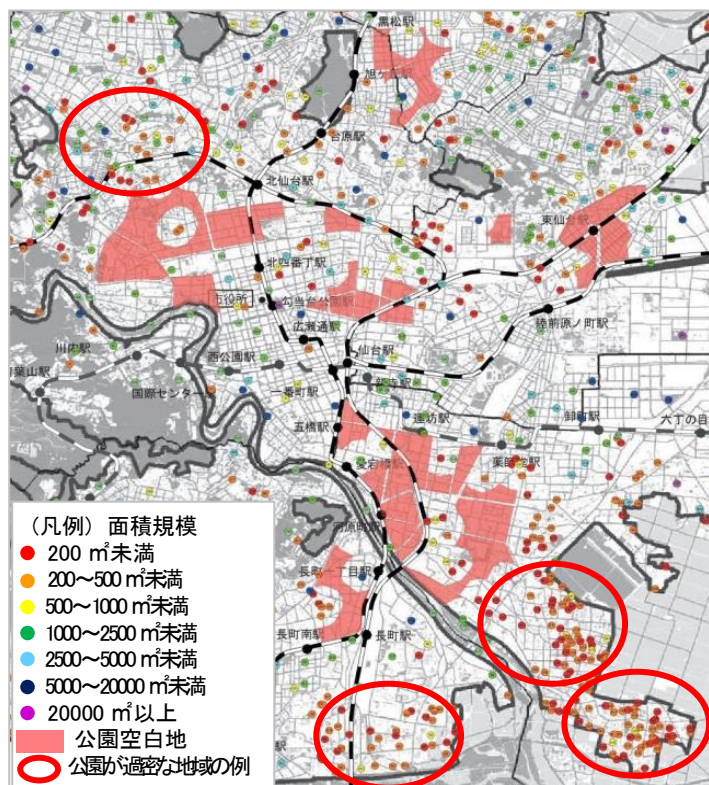 黒松駅
旭ケ
台原駅
北仙台駅
東仙台駅
北四番丁駅
市役所
勾当台公園駅
陸前原ノ町駅
広瀬通駅
川内駅
仙台駅
西公園駅
葉山駅
国際センター
一番町駅
五橋駅
連坊駅
卸町駅
六丁の目
薬師堂駅
愛宕橋駅
河原町駅
長町一丁目駅
長町南駅
長町駅
駅
(凡例) 面積規模
200 ㎡未満
200～500 ㎡未満
500～1000 ㎡未満
1000～2500 ㎡未満
2500～5000 ㎡未満
5000～20000 ㎡未満
20000 ㎡以上
公園空白地
公園が過密な地域の例